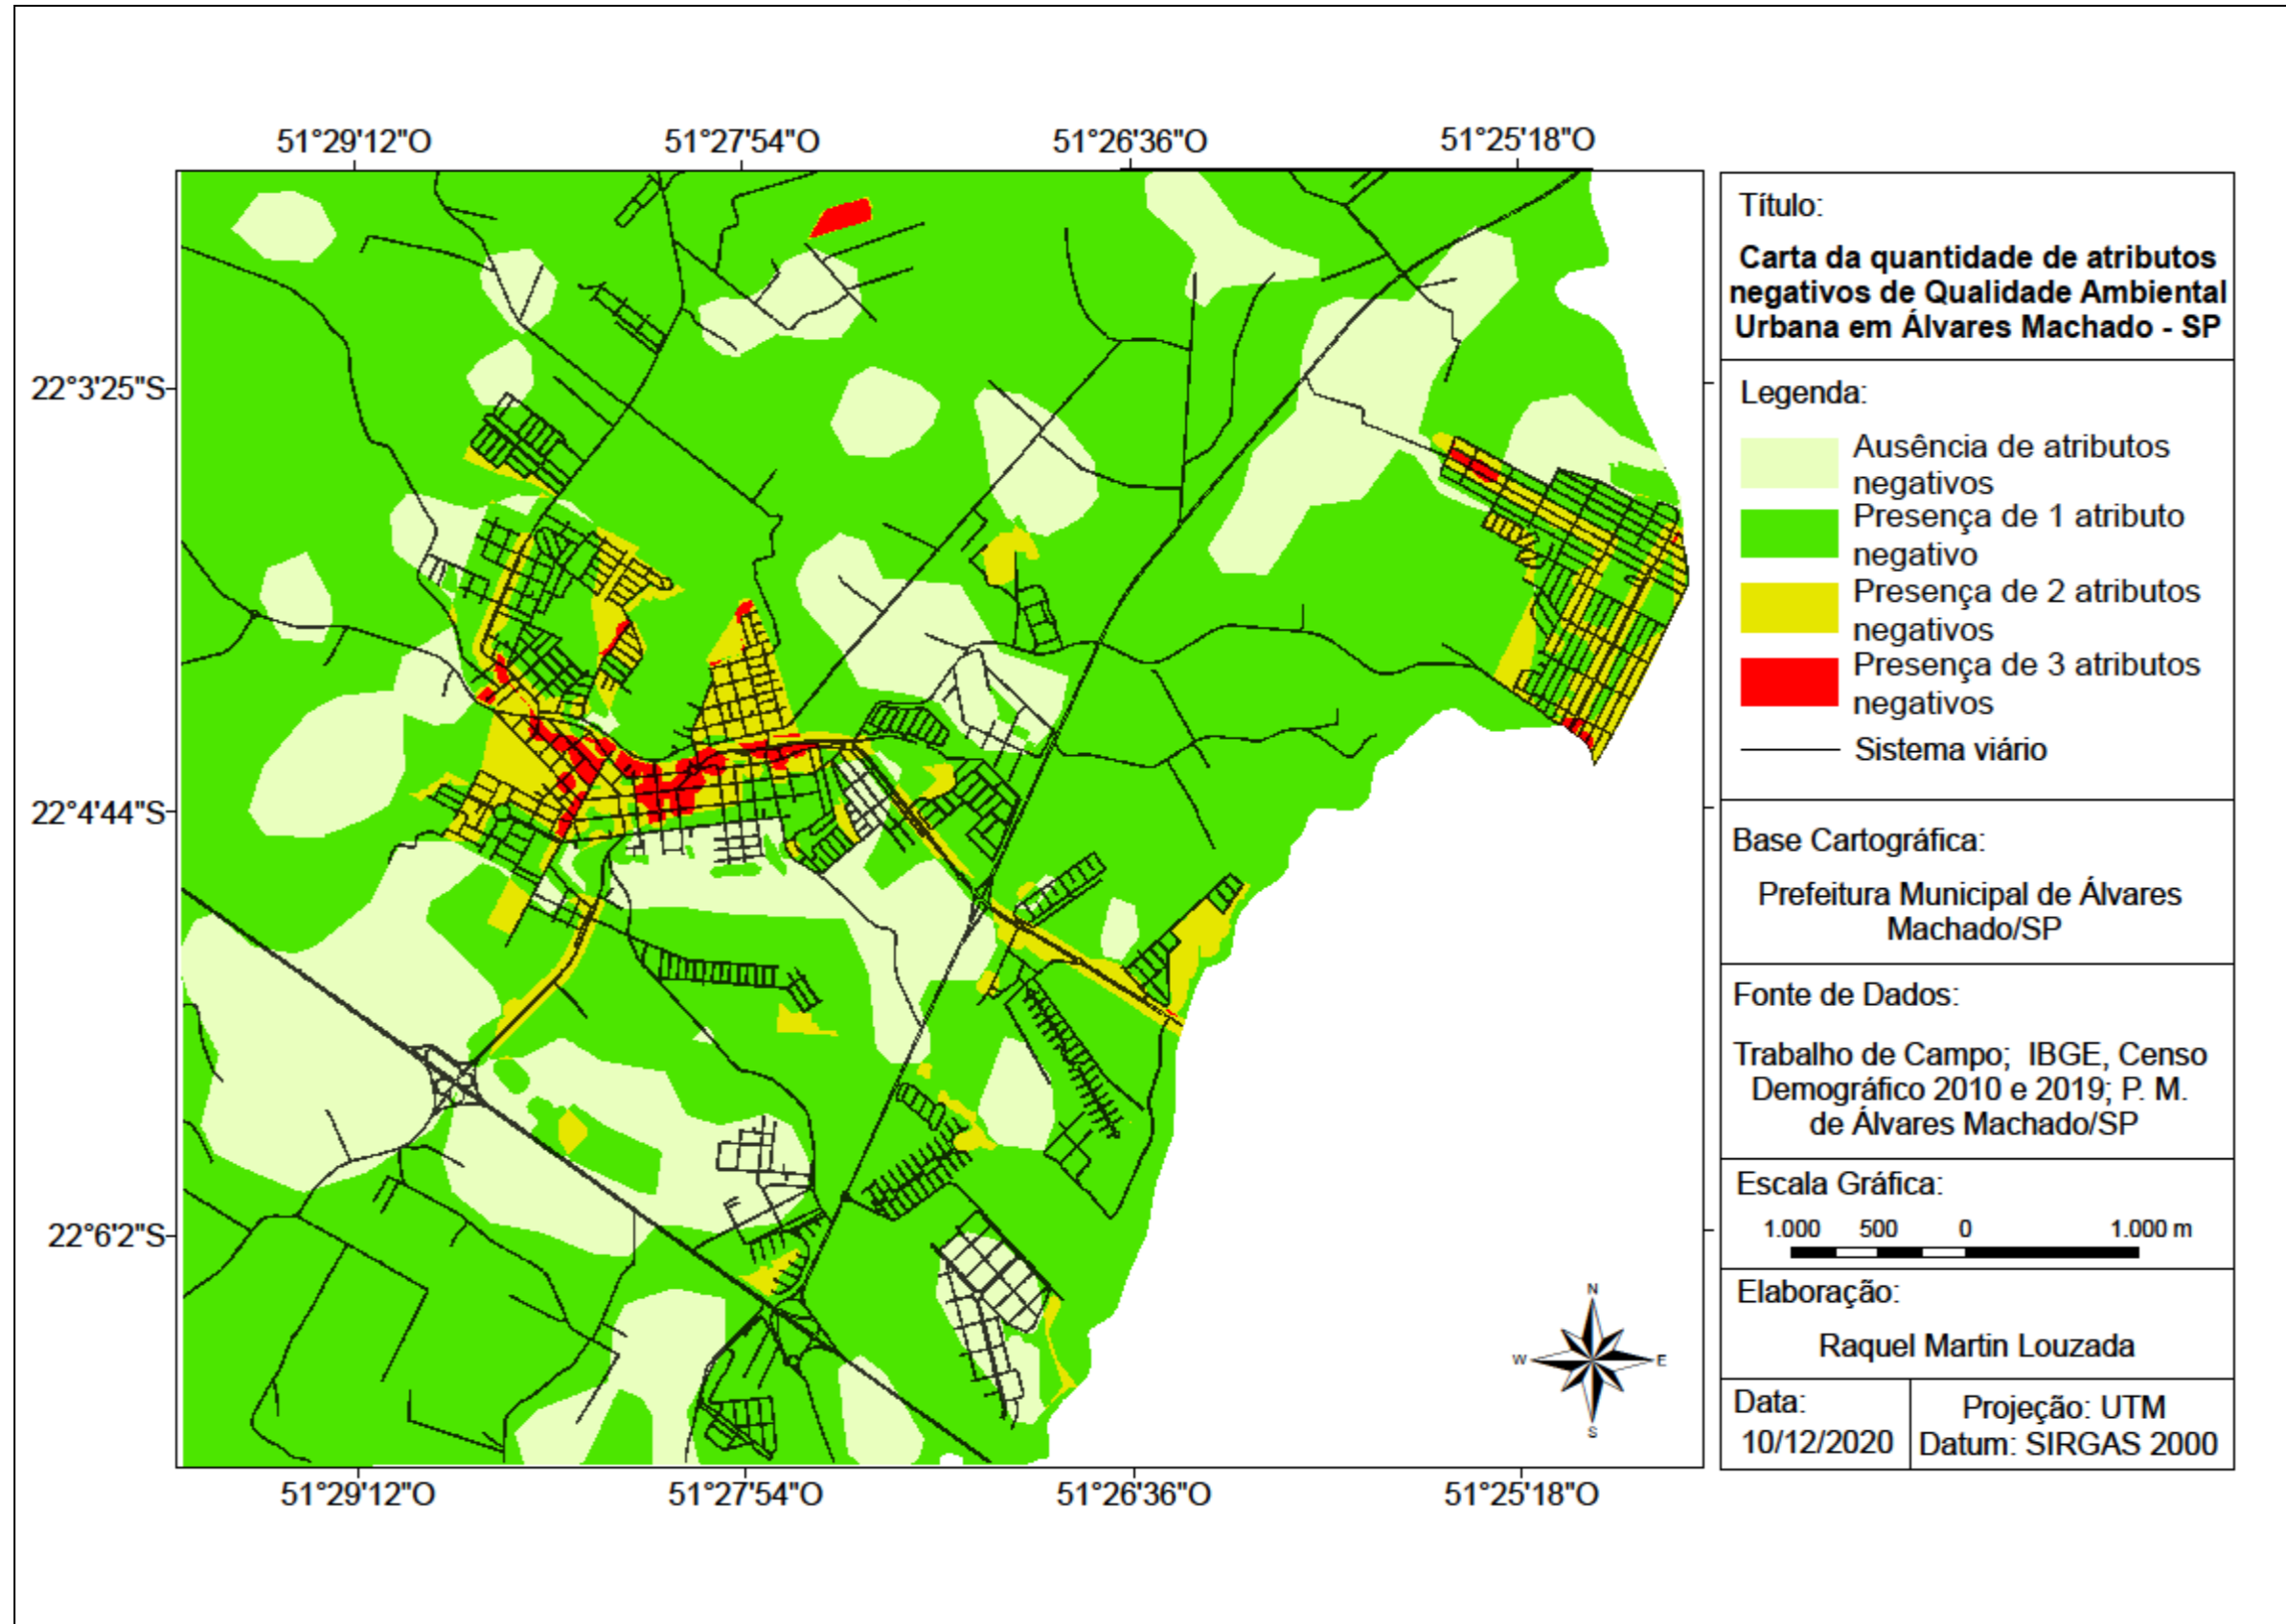 51°29'12"O
51°27'54"O
51°26'36"O
51°25'18"O
22°3'25"S
22°4'44"S
22°6'2"S
51°29'12"O
51°27'54"O
51°26'36"O
51°25'18"O
N
W
E
S
Título:
Carta da quantidade de atributos
negativos de Qualidade Ambiental
Urbana em Álvares Machado - SP
Legenda:
Ausência de atributos
negativos
Presença de 1 atributo
negativo
Presença de 2 atributos
negativos
Presença de 3 atributos
negativos
Sistema viário
Base Cartográfica:
Prefeitura Municipal de Álvares
Machado/SP
Fonte de Dados:
Trabalho de Campo; IBGE, Censo
Demográfico 2010 e 2019; P. M.
de Álvares Machado/SP
Escala Gráfica:
1.000 500 0 1.000 m
Elaboração:
Raquel Martin Louzada
Data:
10/12/2020
Projeção: UTM
Datum: SIRGAS 2000